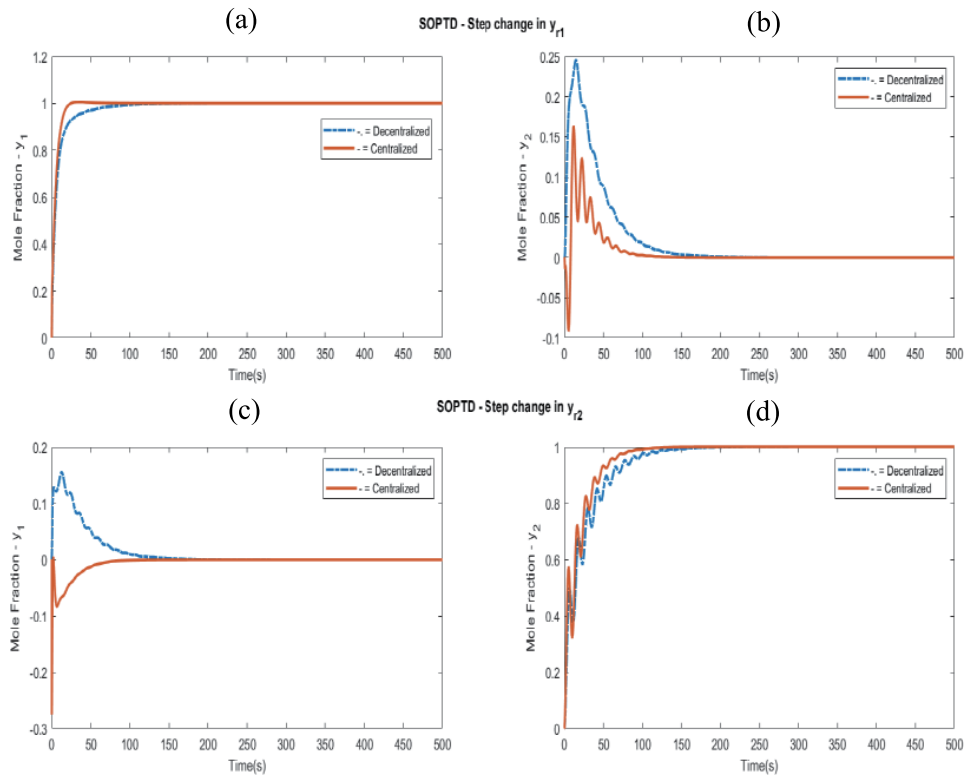 (a)
(b)
SOPTD - Step change in yr1
1.2
1
0.8
0.6
0.4
0.2
0
Mole Fraction - y1
-. = Decentralized
- = Centralized
0 50 100 150 200 250 300 350 400 450 500
Time(s)
0.25
0.2
0.15
0.1
0.05
0
-0.05
-0.1
Mole Fraction - y2
-. = Decentralized
- = Centralized
0 50 100 150 200 250 300 350 400 450 500
Time(s)
(c)
(d)
SOPTD - Step change in yr2
0.2
0.1
0
-0.1
-0.2
-0.3
Mole Fraction - y1
-. = Decentralized
- = Centralized
0 50 100 150 200 250 300 350 400 450 500
Time(s)
1
0.8
0.6
0.4
0.2
0
Mole Fraction - y2
-. = Decentralized
- = Centralized
0 50 100 150 200 250 300 350 400 450 500
Time(s)